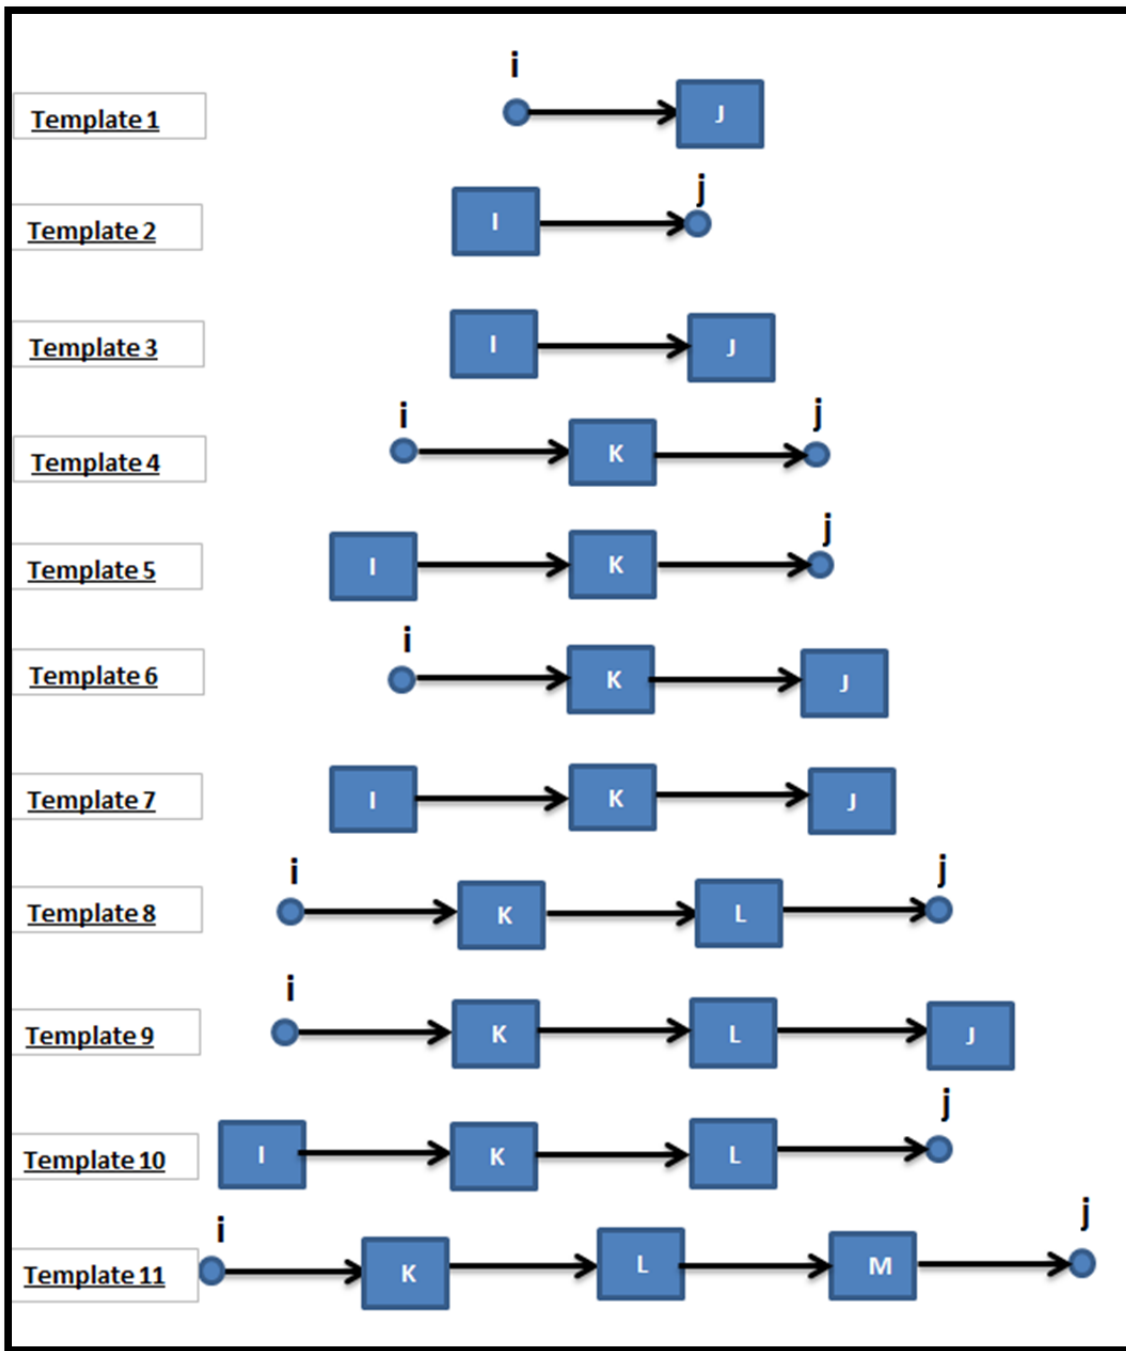 i
Template 1 J
j
Template 2 I
Template 3 I J
i j
Template 4 K
j
Template 5 I K
i
Template 6 K J
Template 7 I K J
i j
Template 8 K L
i
Template 9 K L J
j
Template 10 I K L
i j
Template 11 K L M